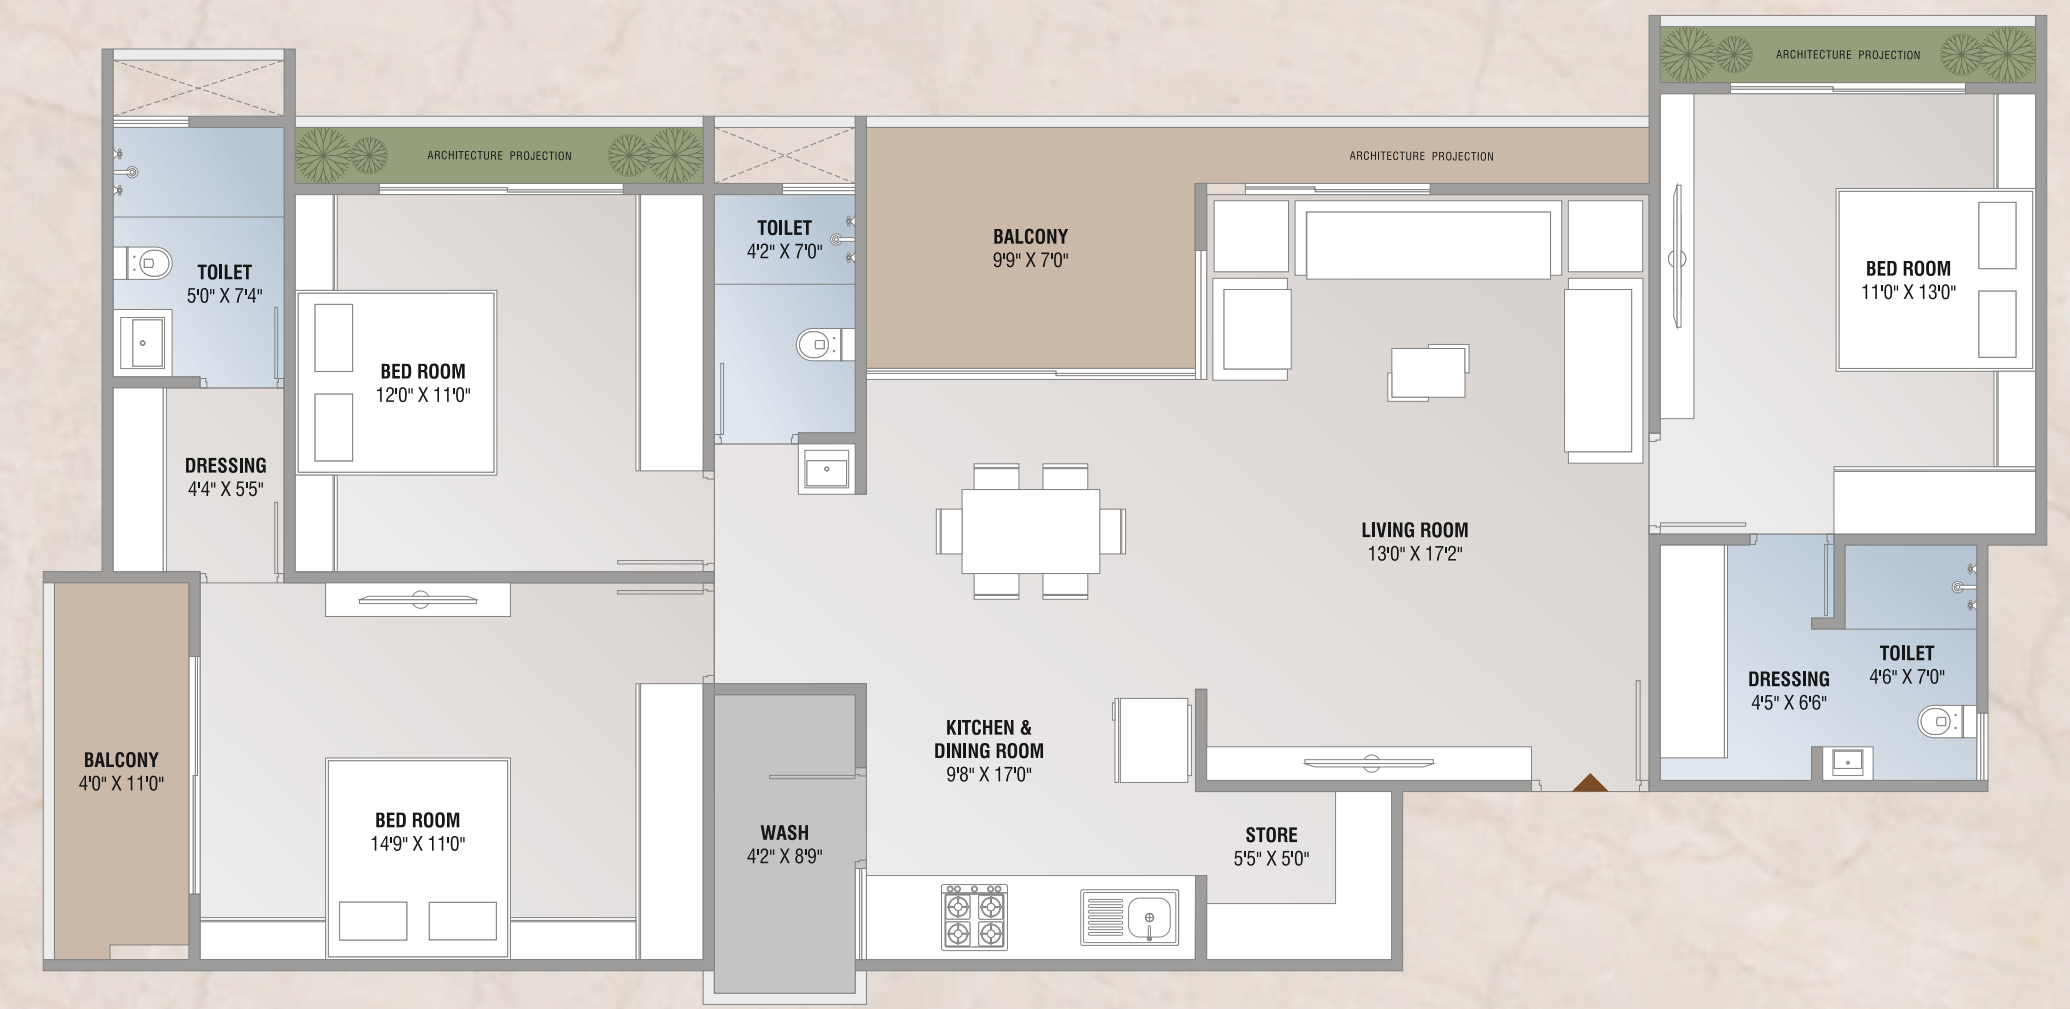 ARCHITECTURE PROJECTION
ARCHITECTURE PROJECTION
ARCHITECTURE PROJECTION
TOILET
4'2" X 7'0"
BALCONY
9'9" X 7'0"
TOILET
5'0" X 7'4"
BED ROOM
11'0" X 13'0"
BED ROOM
12'0" X 11'0"
DRESSING
4'4" X 5'5"
LIVING ROOM
13'0" X 17'2"
TOILET
4'6" X 7'0"
DRESSING
4'5" X 6'6"
KITCHEN &
DINING ROOM
9'8" X 17'0"
BALCONY
4'0" X 11'0"
BED ROOM
14'9" X 11'0"
WASH
4'2" X 8'9"
STORE
5'5" X 5'0"